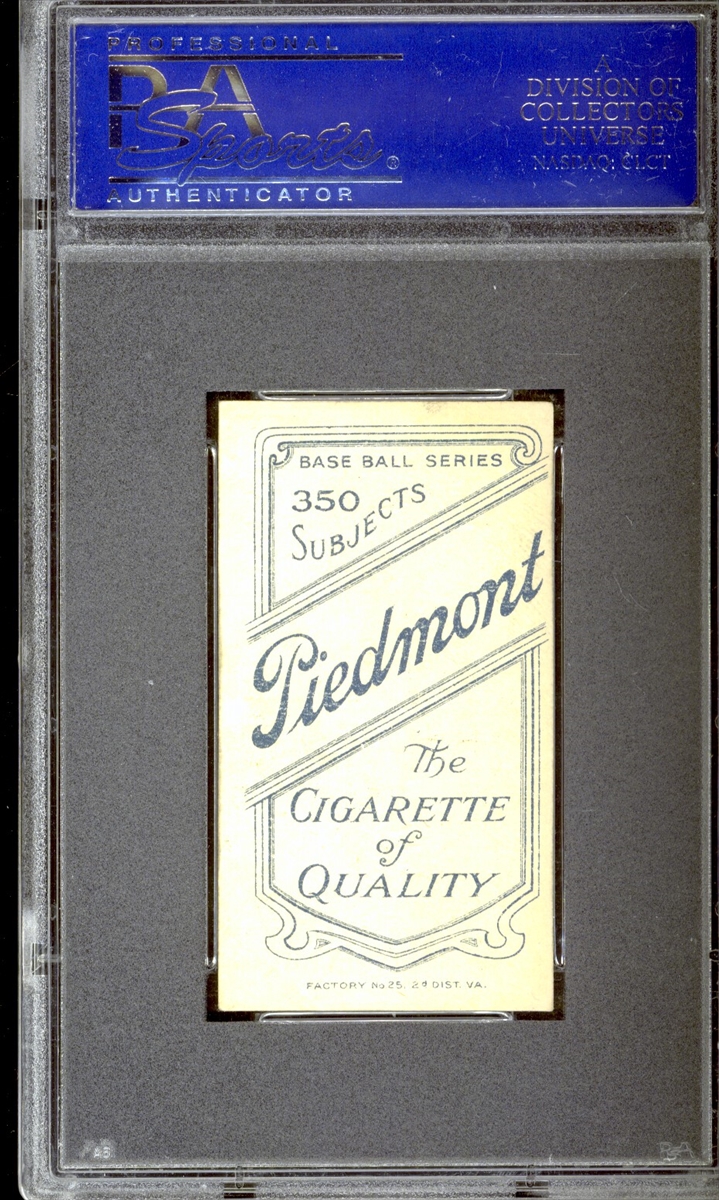 PROFESSIONAL
PSA
Sports®
AUTHENTICATOR
A
DIVISION OF
COLLECTORS
UNIVERSE
NASDAQ: CLCT
BASE BALL SERIES
350
SUBJECTS
Piedmont
The
CIGARETTE
of
QUALITY
FACTORY No 25, 2d DIST. VA.
PSA